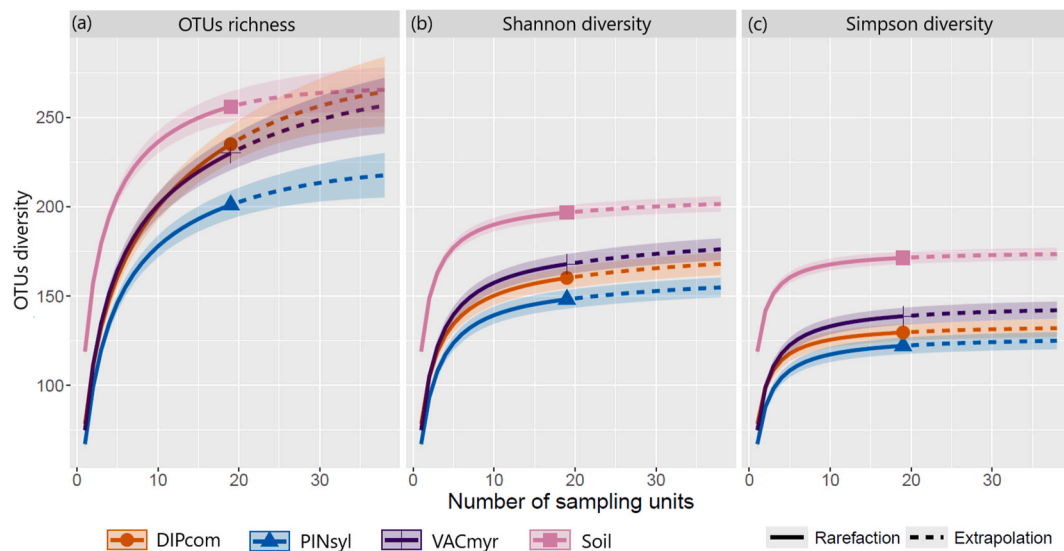 (a) OTUs richness
(b) Shannon diversity
(c) Simpson diversity
OTUs diversity
250
200
150
100
0 10 20 30
0 10 20 30
0 10 20 30
Number of sampling units
DIPcom PINsyl VACmyr Soil
Rarefaction Extrapolation